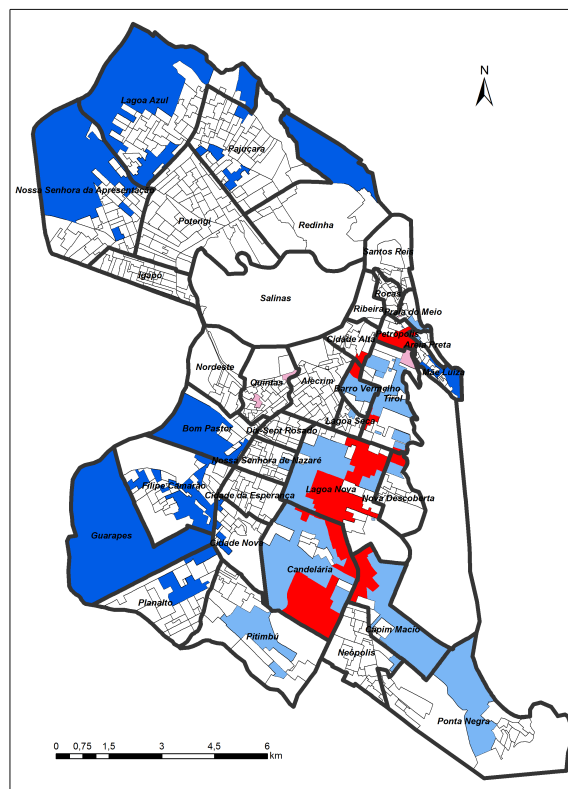 N
Lagoa Azul
Pajuçara
Nossa Senhora da Apresentação
Potengi
Redinha
Santos Reis
Igapó
Salinas
Rocas
Ribeira
Praia do Meio
Cidade Alta
Petrópolis
Areia Preta
Nordeste
Mãe Luiza
Quintas
Alecrim
Barro Vermelho
Tirol
Lagoa Seca
Bom Pastor
Dix-Sept Rosado
Nossa Senhora de Nazaré
Filipe Camarão
Lagoa Nova
Cidade da Esperança
Nova Descoberta
Guarapes
Cidade Nova
Candelária
Planalto
Capim Macio
Pitimbú
Neópolis
Ponta Negra
0 0,75 1,5 3 4,5 6
km